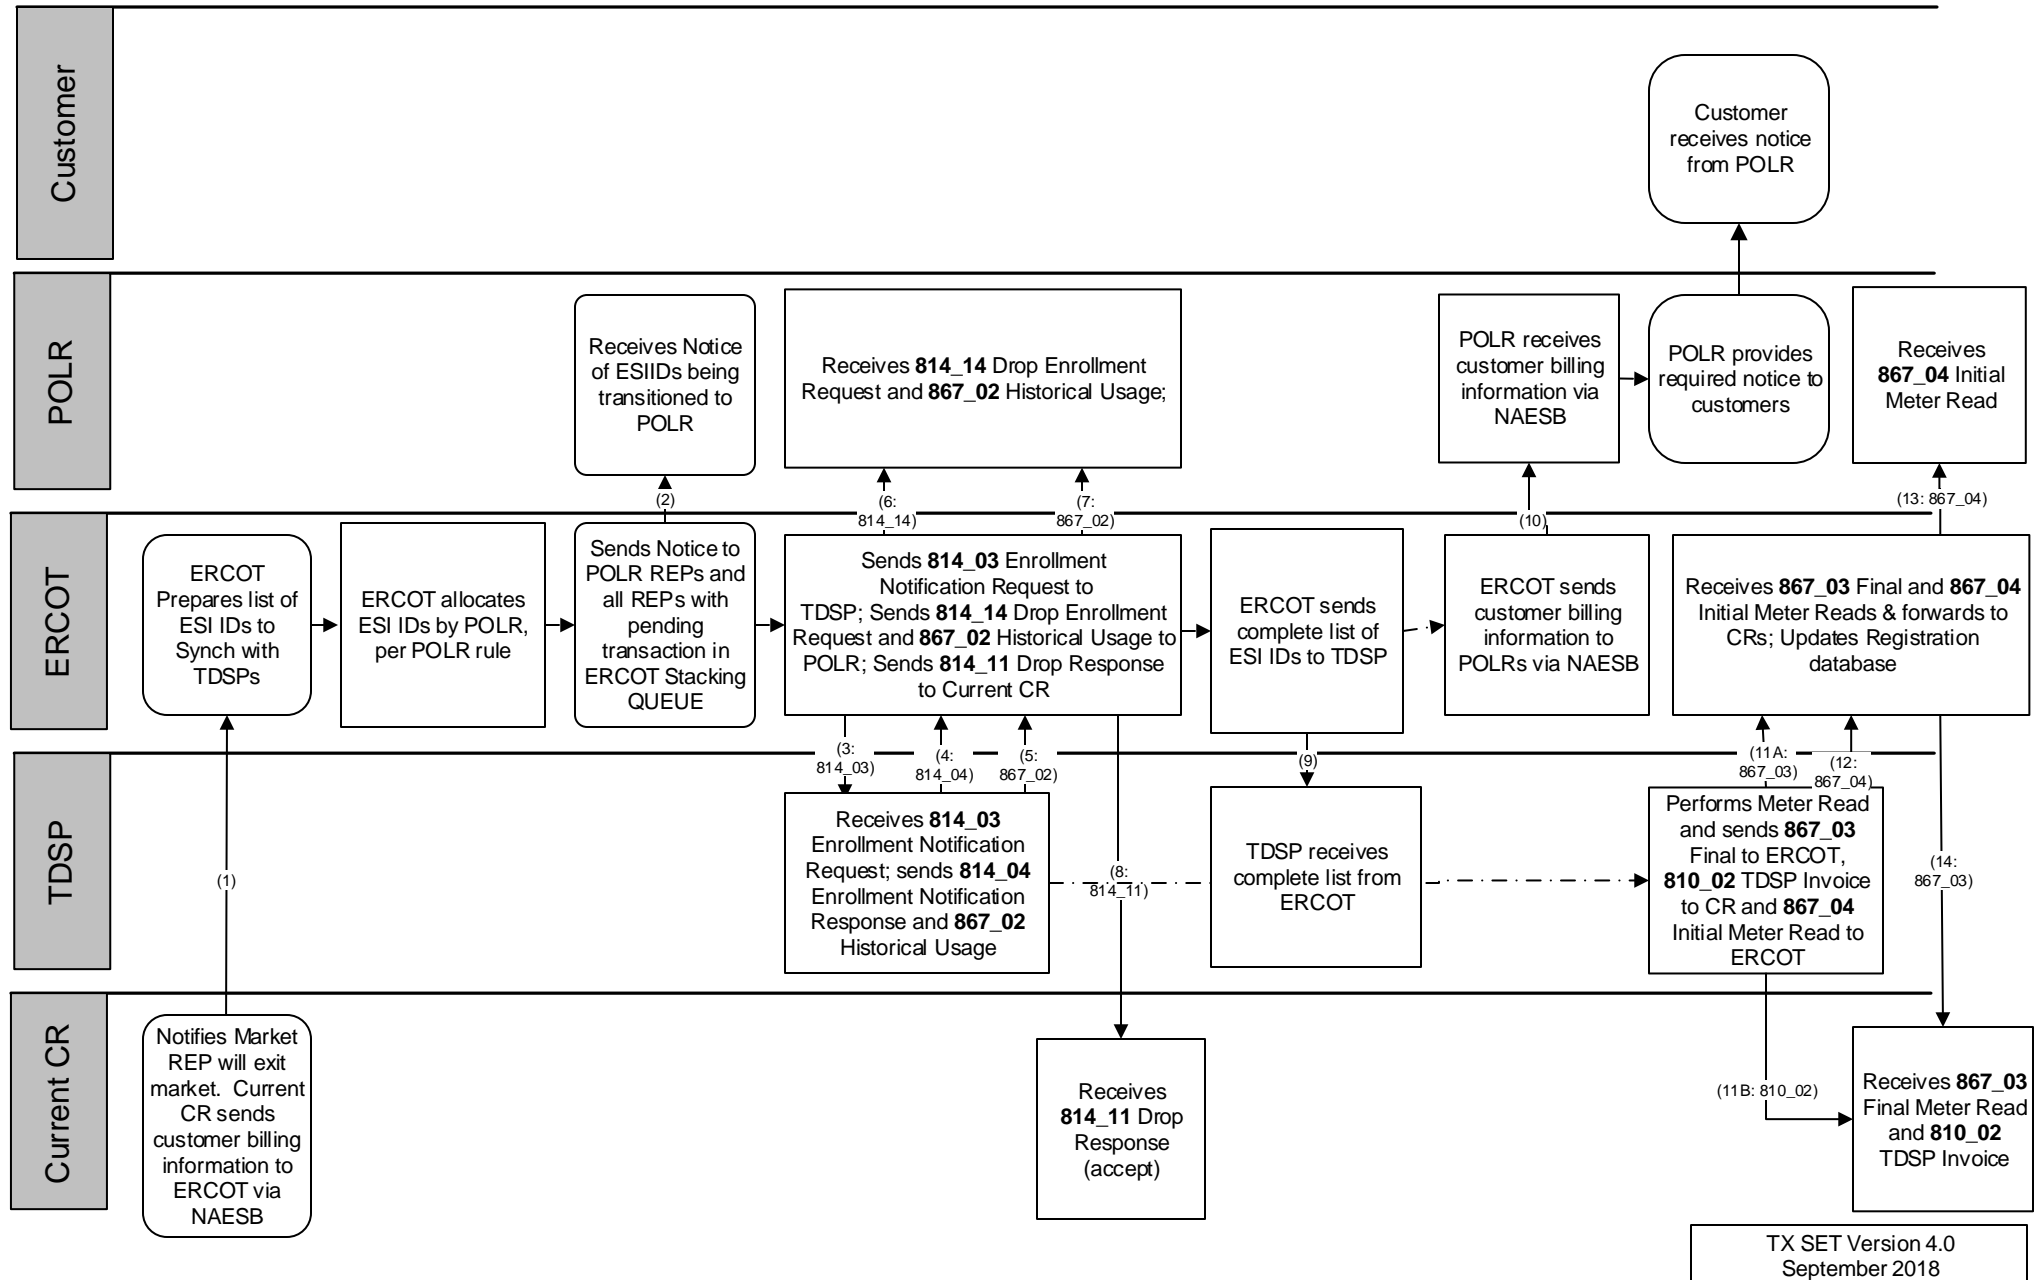 Customer
Customer
receives notice
from POLR
POLR
Receives Notice
of ESIIDs being
transitioned to
POLR
Receives 814_14 Drop Enrollment
Request and 867_02 Historical Usage;
POLR receives
customer billing
information via
NAESB
POLR provides
required notice to
customers
Receives
867_04 Initial
Meter Read
(2)
(6:
814_14)
(7:
867_02)
(10)
(13: 867_04)
ERCOT
ERCOT
Prepares list of
ESI IDs to
Synch with
TDSPs
ERCOT allocates
ESI IDs by POLR,
per POLR rule
Sends Notice to
POLR REPs and
all REPs with
pending
transaction in
ERCOT Stacking
QUEUE
Sends 814_03 Enrollment
Notification Request to
TDSP; Sends 814_14 Drop Enrollment
Request and 867_02 Historical Usage to
POLR; Sends 814_11 Drop Response
to Current CR
ERCOT sends
complete list of
ESI IDs to TDSP
ERCOT sends
customer billing
information to
POLRs via NAESB
Receives 867_03 Final and 867_04
Initial Meter Reads & forwards to
CRs; Updates Registration
database
(3:
814_03)
(4:
814_04)
(5:
867_02)
(9)
(11A:
867_03)
(12:
867_04)
TDSP
(1)
Receives 814_03
Enrollment Notification
Request; sends 814_04
Enrollment Notification
Response and 867_02
Historical Usage
(8:
814_11)
TDSP receives
complete list from
ERCOT
Performs Meter Read
and sends 867_03
Final to ERCOT,
810_02 TDSP Invoice
to CR and 867_04
Initial Meter Read to
ERCOT
(14:
867_03)
Current CR
Notifies Market
REP will exit
market. Current
CR sends
customer billing
information to
ERCOT via
NAESB
Receives
814_11 Drop
Response
(accept)
(11B: 810_02)
Receives 867_03
Final Meter Read
and 810_02
TDSP Invoice
TX SET Version 4.0
September 2018